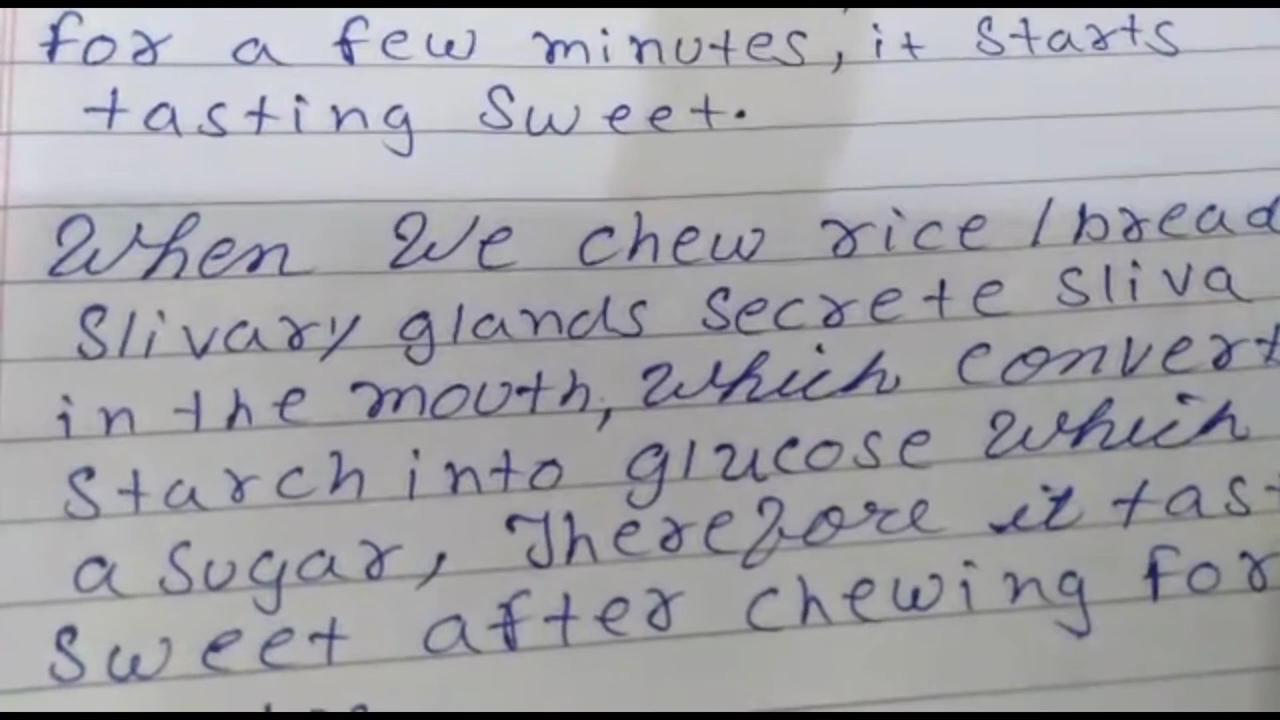 for a few minutes, it starts
tasting sweet.
When We chew rice / bread
Slivary glands secrete sliva
in the mouth, which convert
starch into glucose which
a sugar, Therefore it tast
sweet after chewing for